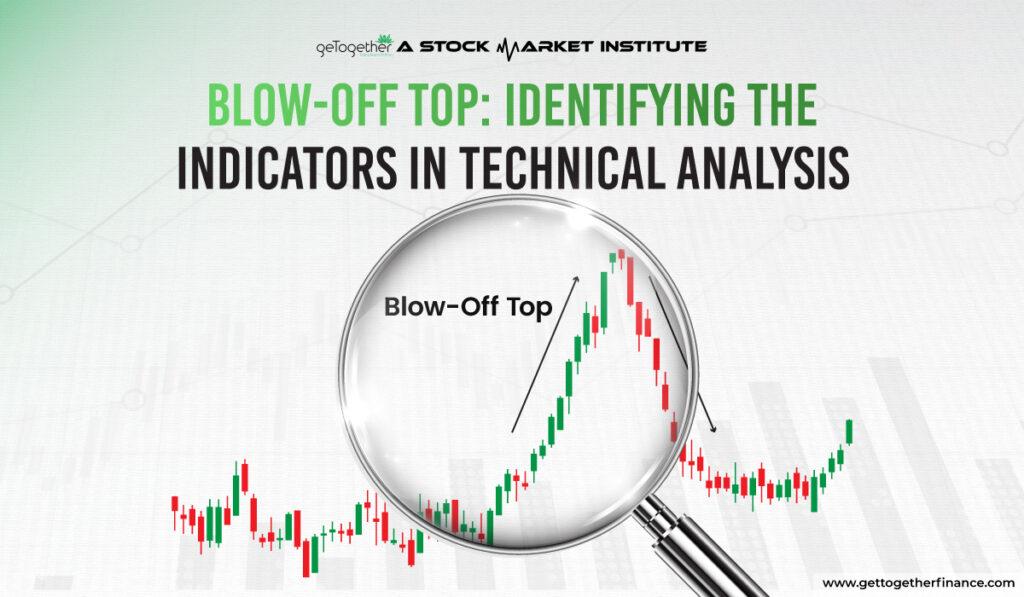 geTogether A STOCK MARKET INSTITUTE
BLOW-OFF TOP: IDENTIFYING THE
INDICATORS IN TECHNICAL ANALYSIS
Blow-Off Top
www.gettogetherfinance.com